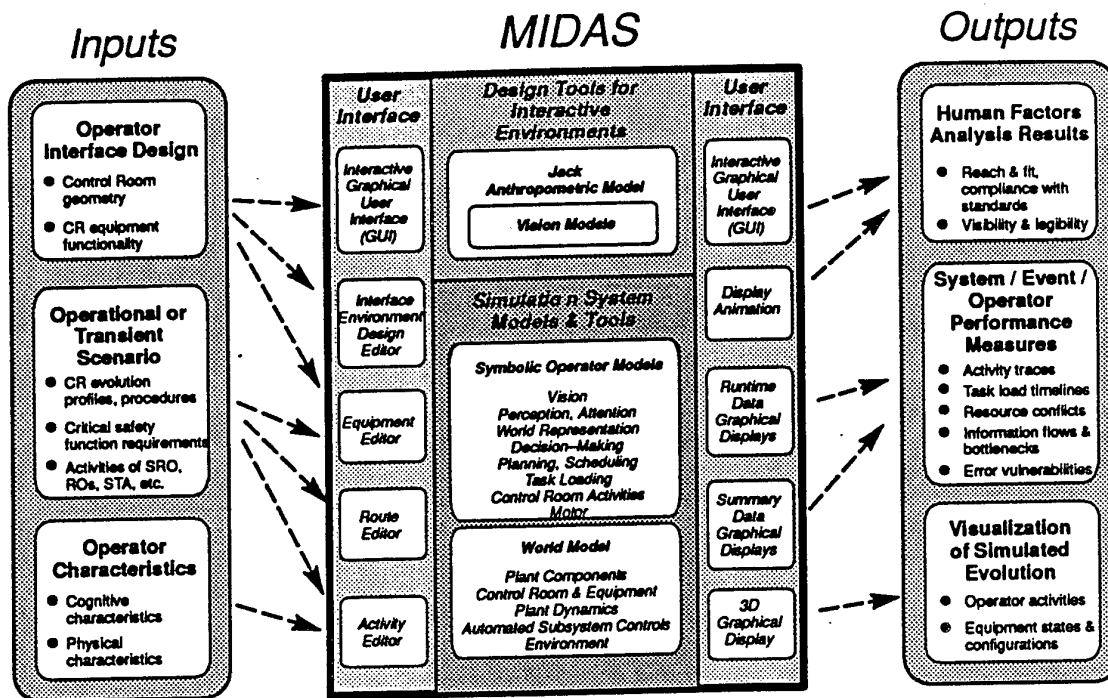 Inputs
MIDAS
Outputs
Operator
Interface Design
● Control Room
geometry
● CR equipment
functionality
Operational or
Transient
Scenario
● CR evolution
profiles, procedures
● Critical safety
function requirements
● Activities of SRO,
ROs, STA, etc.
Operator
Characteristics
● Cognitive
characteristics
● Physical
characteristics
User
Interface
Interactive
Graphical
User
Interface
(GUI)
Interface
Environment
Design
Editor
Equipment
Editor
Route
Editor
Activity
Editor
Design Tools for
Interactive
Environments
Jack
Anthropometric Model
Vision Models
Simulation System
Models & Tools
Symbolic Operator Models
Vision
Perception, Attention
World Representation
Decision–Making
Planning, Scheduling
Task Loading
Control Room Activities
Motor
World Model
Plant Components
Control Room & Equipment
Plant Dynamics
Automated Subsystem Controls
Environment
User
Interface
Interactive
Graphical
User
Interface
(GUI)
Display
Animation
Runtime
Data
Graphical
Displays
Summary
Data
Graphical
Displays
3D
Graphical
Display
Human Factors
Analysis Results
● Reach & fit,
compliance with
standards
● Visibility & legibility
System / Event /
Operator
Performance
Measures
● Activity traces
● Task load timelines
● Resource conflicts
● Information flows &
bottlenecks
● Error vulnerabilities
Visualization
of Simulated
Evolution
● Operator activities
● Equipment states &
configurations